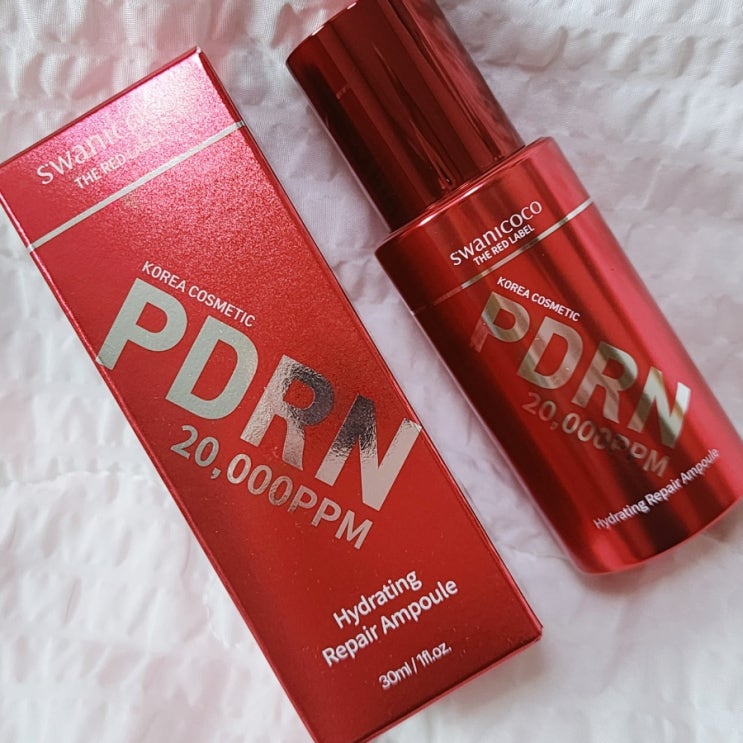 swanicoco
THE RED LABEL
KOREA COSMETIC
PDRN
20,000PPM
Hydrating
Repair Ampoule
30ml/1fl.oz.
swanicoco
THE RED LABEL
KOREA COSMETIC
PDRN
20,000PPM
Hydrating Repair Ampoule